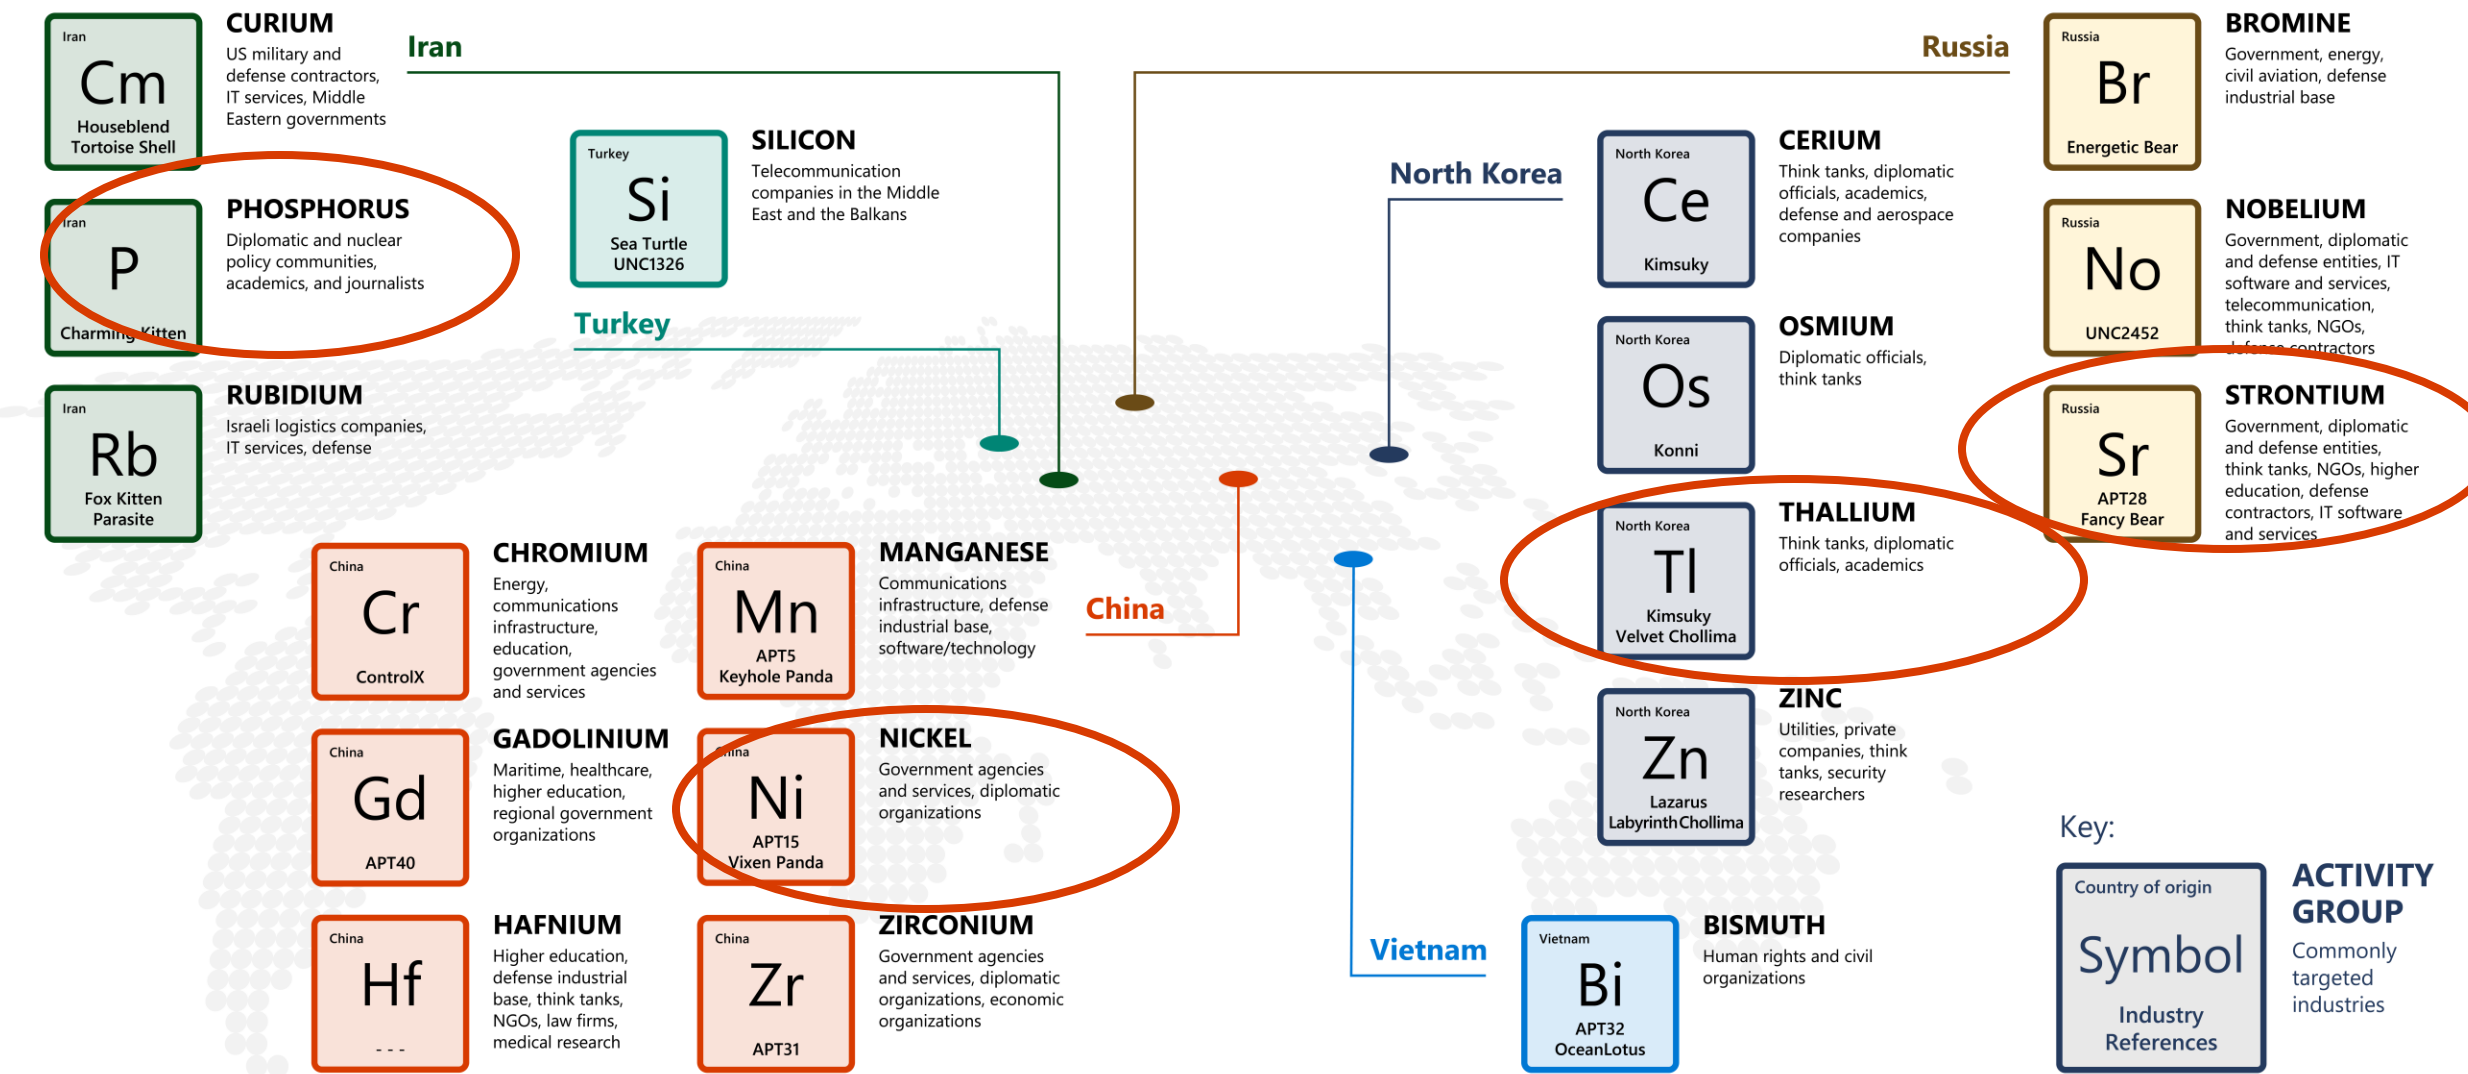 Iran
Cm
Houseblend
Tortoise Shell
CURIUM
US military and
defense contractors,
IT services, Middle
Eastern governments
Iran
P
Charming Kitten
PHOSPHORUS
Diplomatic and nuclear
policy communities,
academics, and journalists
Iran
Rb
Fox Kitten
Parasite
RUBIDIUM
Israeli logistics companies,
IT services, defense
Iran
Turkey
Si
Sea Turtle
UNC1326
SILICON
Telecommunication
companies in the Middle
East and the Balkans
Turkey
China
Cr
ControlX
CHROMIUM
Energy,
communications
infrastructure,
education,
government agencies
and services
China
Gd
APT40
GADOLINIUM
Maritime, healthcare,
higher education,
regional government
organizations
China
Hf
- - -
HAFNIUM
Higher education,
defense industrial
base, think tanks,
NGOs, law firms,
medical research
China
Mn
APT5
Keyhole Panda
MANGANESE
Communications
infrastructure, defense
industrial base,
software/technology
China
Ni
APT15
Vixen Panda
NICKEL
Government agencies
and services, diplomatic
organizations
China
Zr
APT31
ZIRCONIUM
Government agencies
and services, diplomatic
organizations, economic
organizations
China
North Korea
North Korea
Ce
Kimsuky
CERIUM
Think tanks, diplomatic
officials, academics,
defense and aerospace
companies
North Korea
Os
Konni
OSMIUM
Diplomatic officials,
think tanks
North Korea
Tl
Kimsuky
Velvet Chollima
THALLIUM
Think tanks, diplomatic
officials, academics
North Korea
Zn
Lazarus
Labyrinth Chollima
ZINC
Utilities, private
companies, think
tanks, security
researchers
Vietnam
Vietnam
Bi
APT32
OceanLotus
BISMUTH
Human rights and civil
organizations
Russia
Russia
Br
Energetic Bear
BROMINE
Government, energy,
civil aviation, defense
industrial base
Russia
No
UNC2452
NOBELIUM
Government, diplomatic
and defense entities, IT
software and services,
telecommunication,
think tanks, NGOs,
defense contractors
Russia
Sr
APT28
Fancy Bear
STRONTIUM
Government, diplomatic
and defense entities,
think tanks, NGOs, higher
education, defense
contractors, IT software
and services
Key:
Country of origin
Symbol
Industry
References
ACTIVITY
GROUP
Commonly
targeted
industries